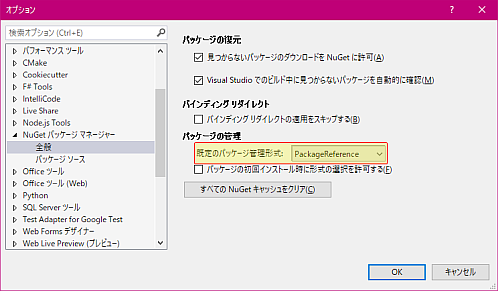 オプション
検索オプション(Ctrl+E)
パフォーマンス ツール
CMake
Cookiecutter
F# Tools
IntelliCode
Live Share
Node.js Tools
NuGet パッケージ マネージャー
全般
パッケージ ソース
Office ツール
Office ツール (Web)
Python
SQL Server ツール
Test Adapter for Google Test
Web Forms デザイナー
Web Live Preview (プレビュー)
パッケージの復元
見つからないパッケージのダウンロードを NuGet に許可(A)
Visual Studio でのビルド中に見つからないパッケージを自動的に確認(M)
バインディング リダイレクト
バインディング リダイレクトの適用をスキップする(B)
パッケージの管理
既定のパッケージ管理形式: PackageReference
パッケージの初回インストール時に形式の選択を許可する(F)
すべての NuGet キャッシュをクリア(C)
OK
キャンセル